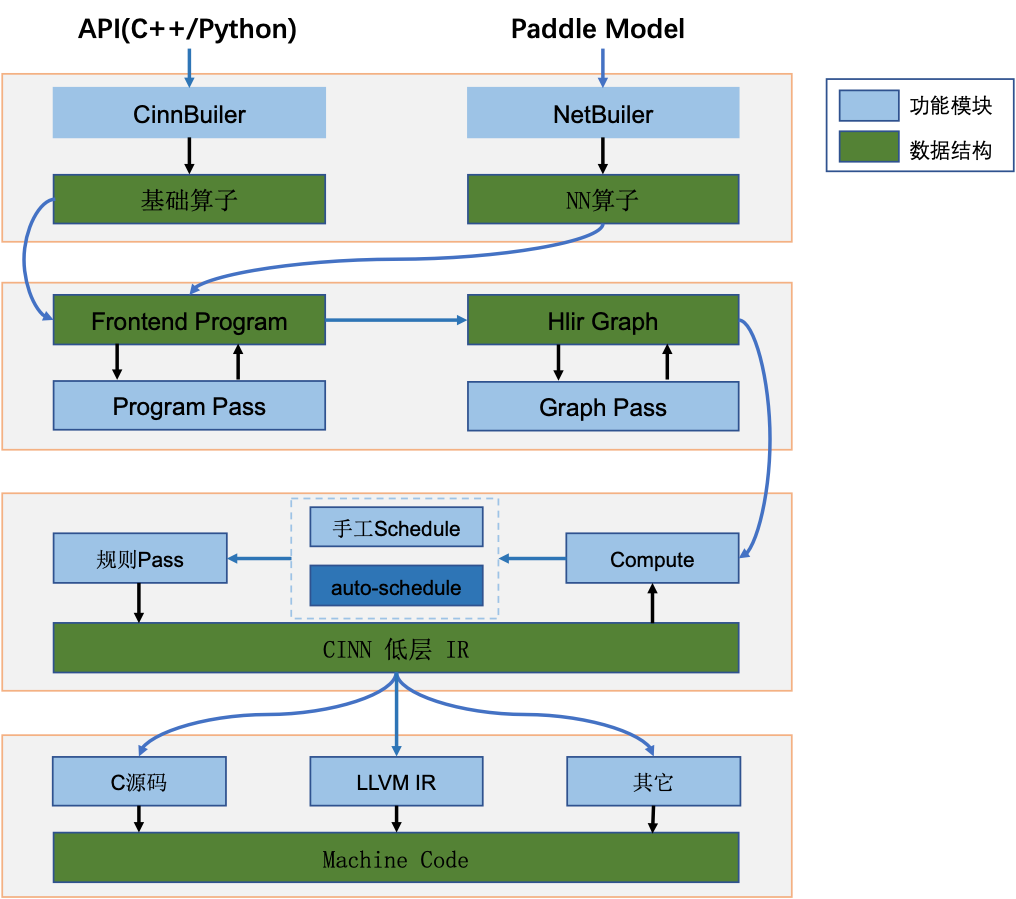 API(C++/Python)
Paddle Model
CinnBuiler
NetBuiler
功能模块
数据结构
基础算子
NN算子
Frontend Program
Hlir Graph
Program Pass
Graph Pass
手工Schedule
规则Pass
Compute
auto-schedule
CINN 低层 IR
C源码
LLVM IR
其它
Machine Code